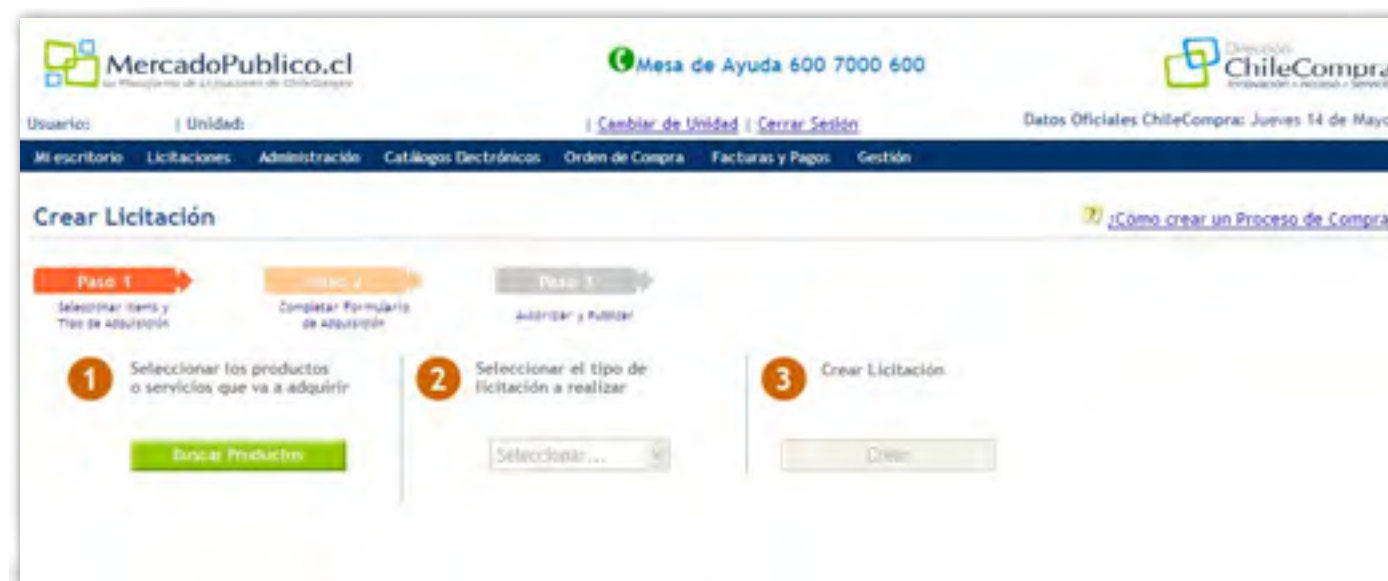 MercadoPublico.cl
Mesa de Ayuda 600 7000 600
Dirección
ChileCompra
Usuario: | Unidad: | Cambiar de Unidad | Cerrar Sesión
Datos Oficiales ChileCompra: Jueves 14 de Mayo
Mi escritorio Licitaciones Administración Catálogos Electrónicos Orden de Compra Facturas y Pagos Gestión
Crear Licitación
¿Cómo crear un Proceso de Compra
Paso 1
Paso 2
Paso 3
Seleccionar Items y
Tipo de Adquisición
Completar Formulario
de Adquisición
Autorizar y Publicar
1
Seleccionar los productos
o servicios que va a adquirir
Buscar Productos
2
Seleccionar el tipo de
licitación a realizar
Seleccionar...
3
Crear Licitación
Crear